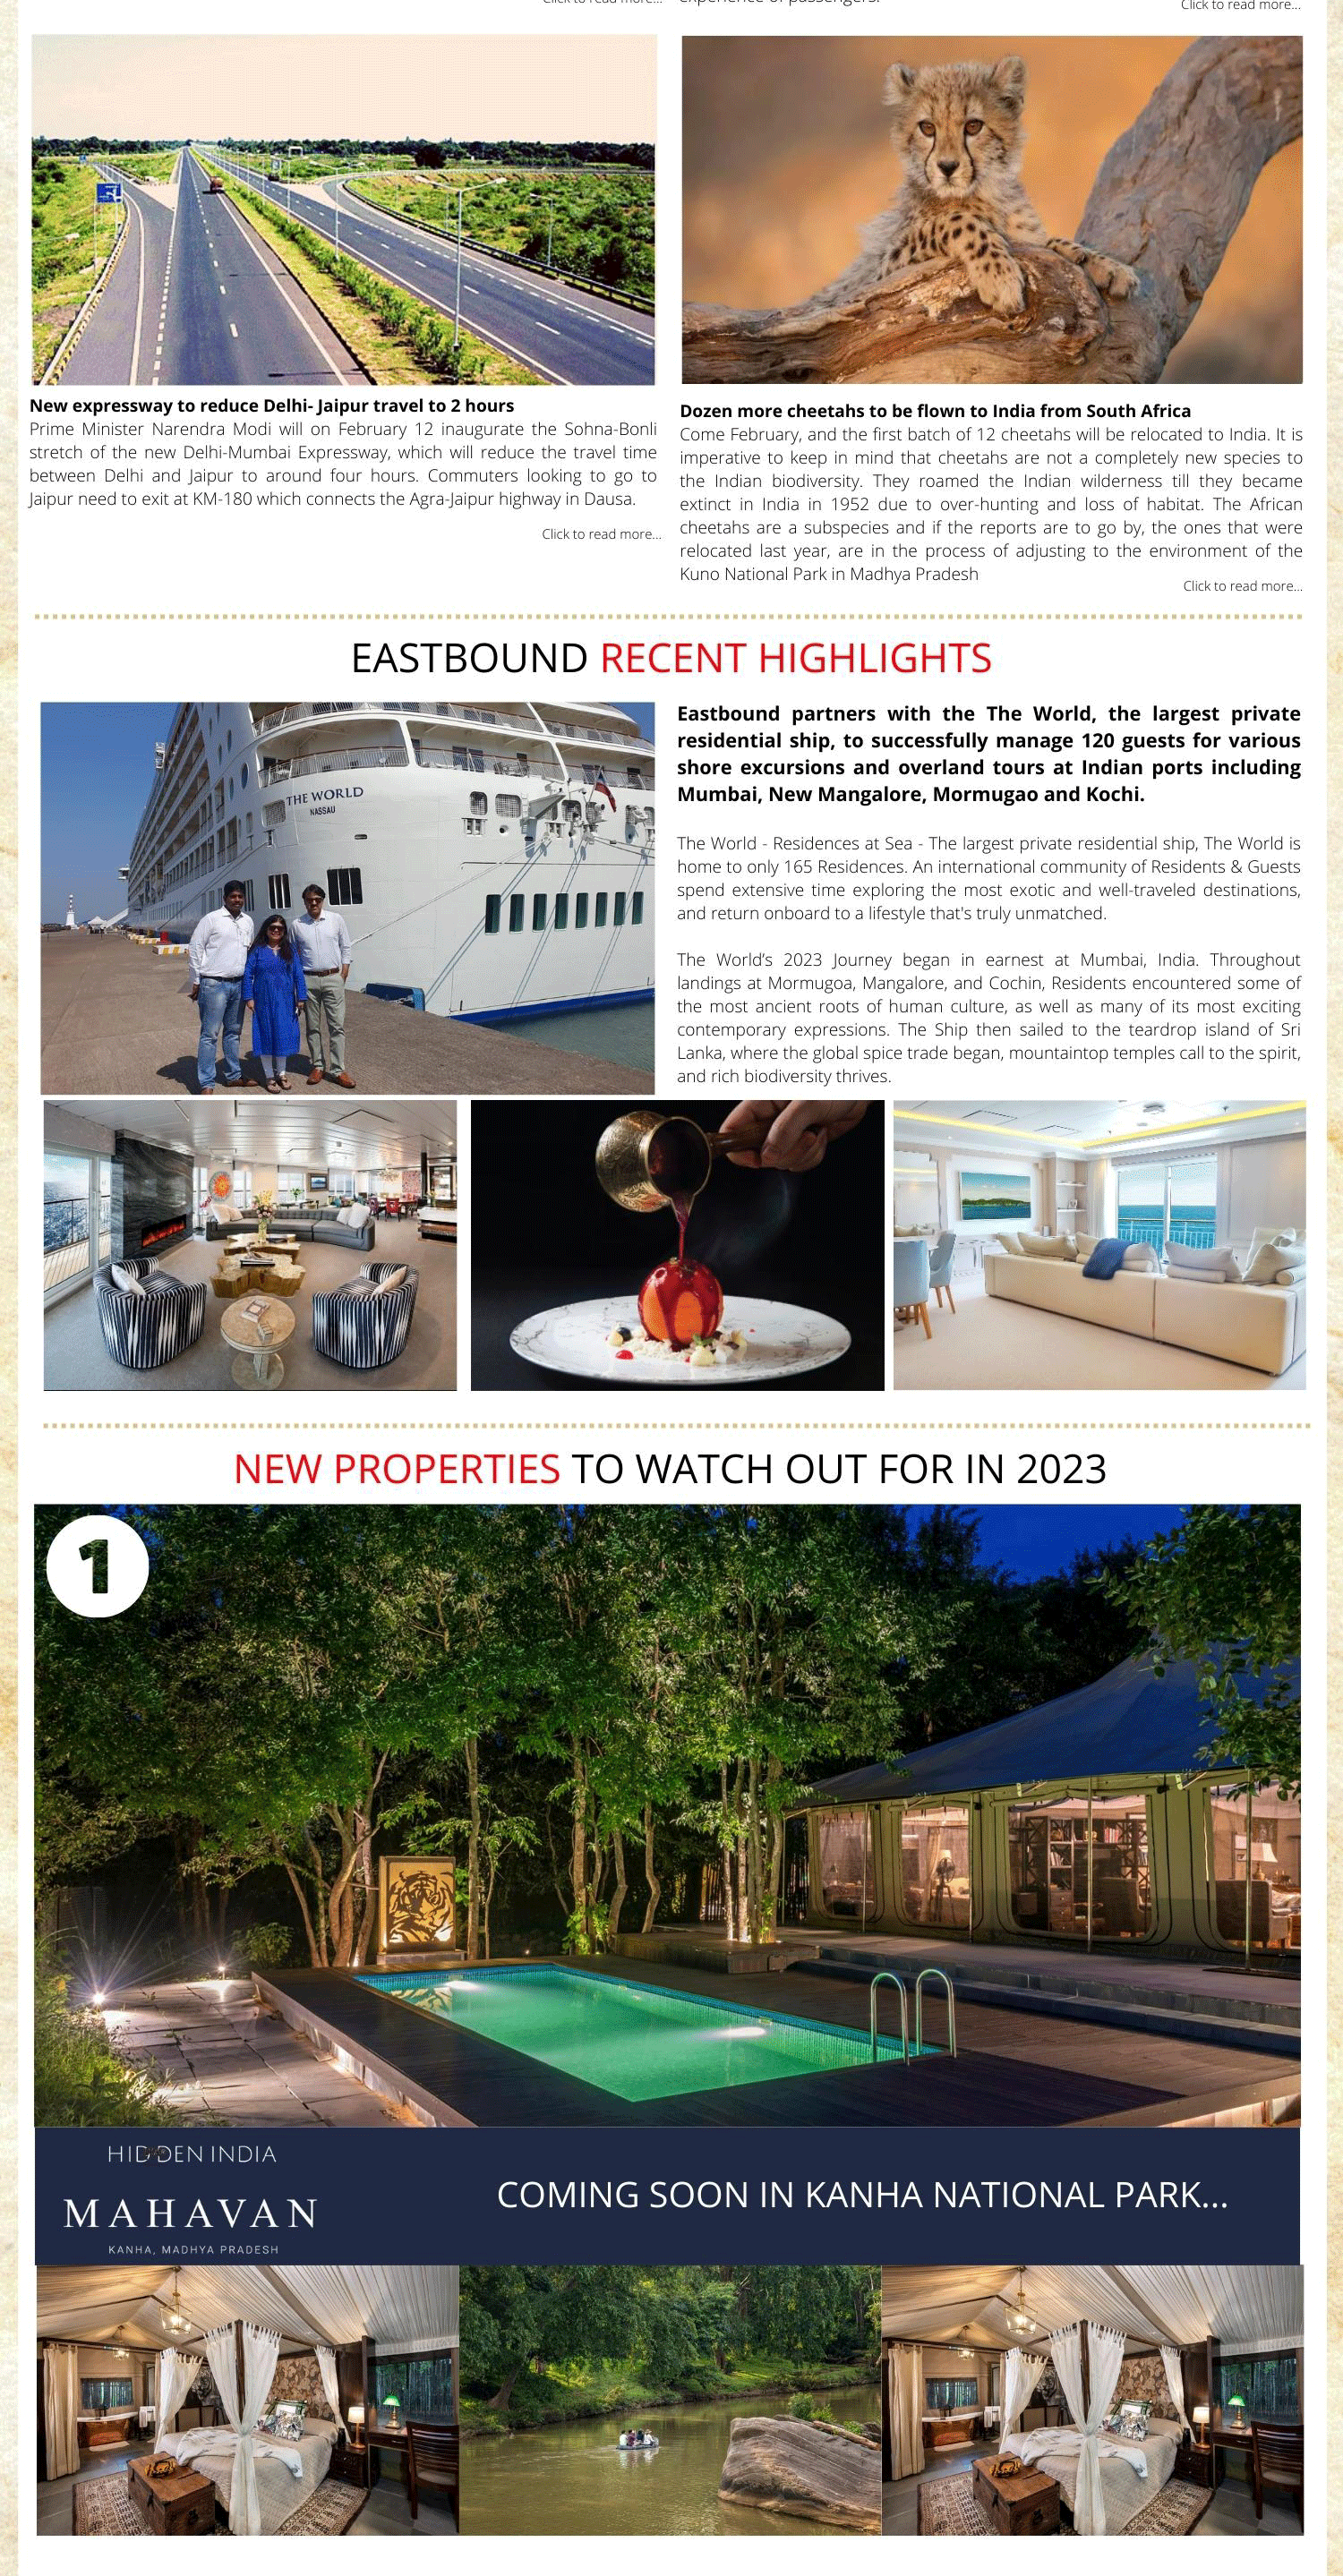 Click to read more...
experience of passengers.
Click to read more...
New expressway to reduce Delhi- Jaipur travel to 2 hours
Prime Minister Narendra Modi will on February 12 inaugurate the Sohna-Bonli
stretch of the new Delhi-Mumbai Expressway, which will reduce the travel time
between Delhi and Jaipur to around four hours. Commuters looking to go to
Jaipur need to exit at KM-180 which connects the Agra-Jaipur highway in Dausa.
Click to read more...
Dozen more cheetahs to be flown to India from South Africa
Come February, and the first batch of 12 cheetahs will be relocated to India. It is
imperative to keep in mind that cheetahs are not a completely new species to
the Indian biodiversity. They roamed the Indian wilderness till they became
extinct in India in 1952 due to over-hunting and loss of habitat. The African
cheetahs are a subspecies and if the reports are to go by, the ones that were
relocated last year, are in the process of adjusting to the environment of the
Kuno National Park in Madhya Pradesh
Click to read more...
EASTBOUND RECENT HIGHLIGHTS
THE WORLD
NASSAU
Eastbound partners with the The World, the largest private
residential ship, to successfully manage 120 guests for various
shore excursions and overland tours at Indian ports including
Mumbai, New Mangalore, Mormugao and Kochi.
The World - Residences at Sea - The largest private residential ship, The World is
home to only 165 Residences. An international community of Residents & Guests
spend extensive time exploring the most exotic and well-traveled destinations,
and return onboard to a lifestyle that's truly unmatched.
The World's 2023 Journey began in earnest at Mumbai, India. Throughout
landings at Mormugoa, Mangalore, and Cochin, Residents encountered some of
the most ancient roots of human culture, as well as many of its most exciting
contemporary expressions. The Ship then sailed to the teardrop island of Sri
Lanka, where the global spice trade began, mountaintop temples call to the spirit,
and rich biodiversity thrives.
NEW PROPERTIES TO WATCH OUT FOR IN 2023
1
HIDDEN INDIA
MAHAVAN
KANHA, MADHYA PRADESH
COMING SOON IN KANHA NATIONAL PARK...